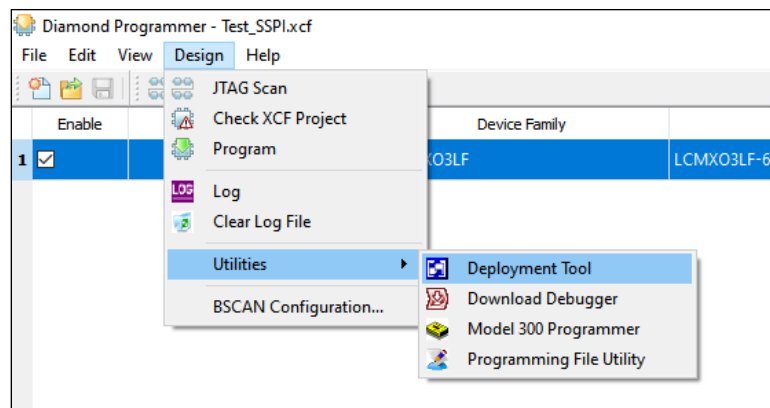 Diamond Programmer - Test_SSPI.xcf
File Edit View Design Help
JTAG Scan
Enable
Check XCF Project
Device Family
Program
1
XO3LF
LCMXO3LF-6
LOG
Log
Clear Log File
Utilities
Deployment Tool
Download Debugger
BSCAN Configuration...
Model 300 Programmer
Programming File Utility